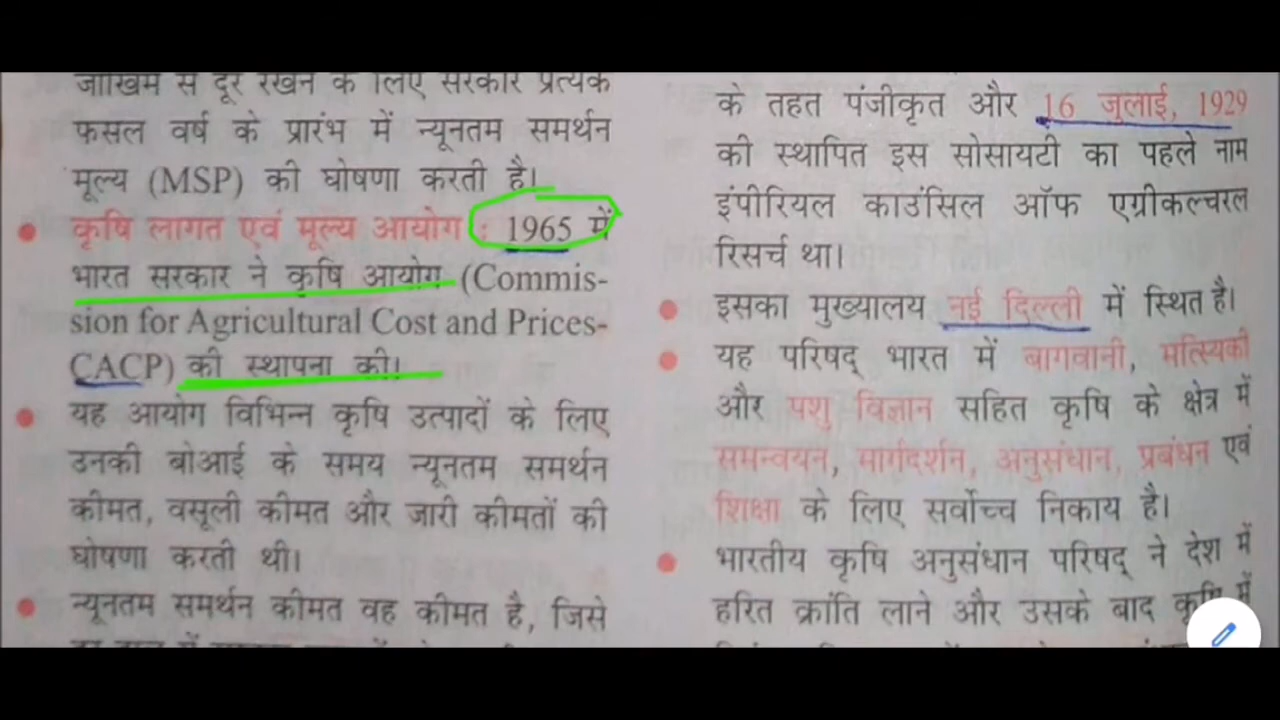 जोखिम से दूर रखने के लिए सरकार प्रत्येक
फसल वर्ष के प्रारंभ में न्यूनतम समर्थन
मूल्य (MSP) की घोषणा करती है।
कृषि लागत एवं मूल्य आयोग : 1965 में
भारत सरकार ने कृषि आयोग (Commis-
sion for Agricultural Cost and Prices-
CACP) की स्थापना की।
यह आयोग विभिन्न कृषि उत्पादों के लिए
उनकी बोआई के समय न्यूनतम समर्थन
कीमत, वसूली कीमत और जारी कीमतों की
घोषणा करती थी।
न्यूनतम समर्थन कीमत वह कीमत है, जिसे
के तहत पंजीकृत और 16 जुलाई, 1929
की स्थापित इस सोसायटी का पहले नाम
इंपीरियल काउंसिल ऑफ एग्रीकल्चरल
रिसर्च था।
इसका मुख्यालय नई दिल्ली में स्थित है।
यह परिषद् भारत में बागवानी, मत्स्यिकी
और पशु विज्ञान सहित कृषि के क्षेत्र में
समन्वयन, मार्गदर्शन, अनुसंधान, प्रबंधन एवं
शिक्षा के लिए सर्वोच्च निकाय है।
भारतीय कृषि अनुसंधान परिषद् ने देश में
हरित क्रांति लाने और उसके बाद कृषि में